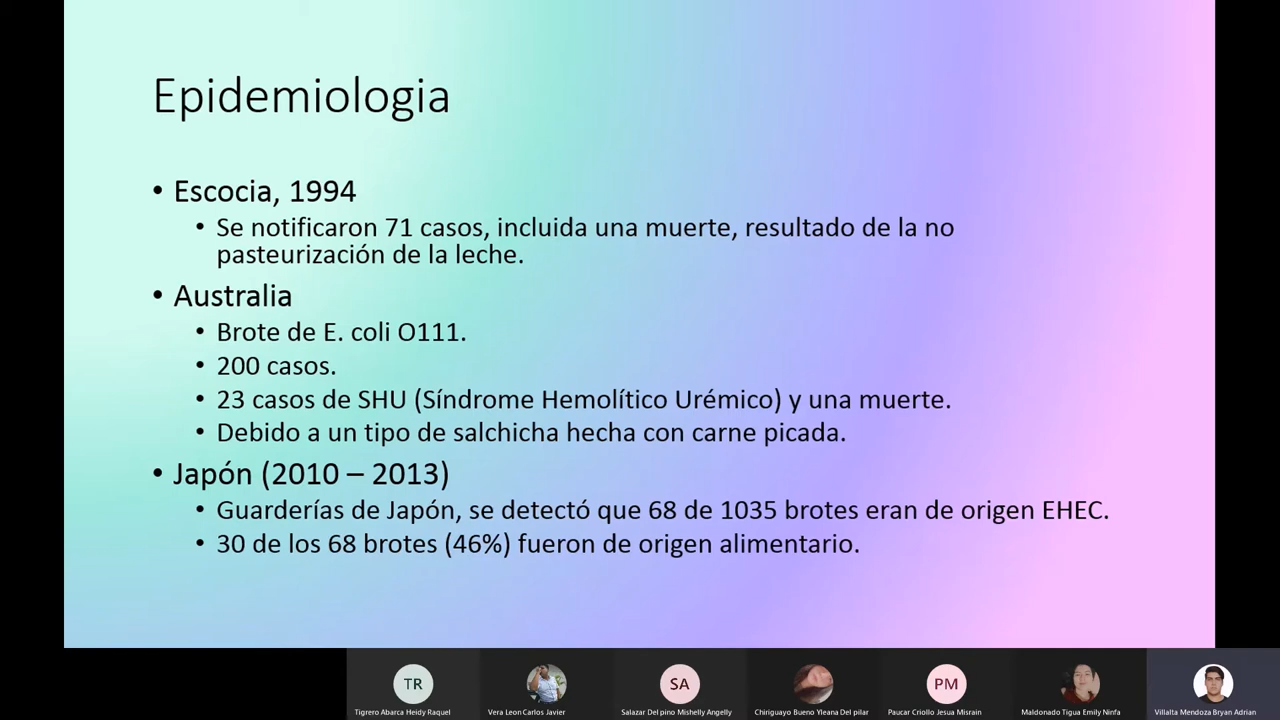 Epidemiologia
• Escocia, 1994
• Se notificaron 71 casos, incluida una muerte, resultado de la no
pasteurización de la leche.
• Australia
• Brote de E. coli O111.
• 200 casos.
• 23 casos de SHU (Síndrome Hemolítico Urémico) y una muerte.
• Debido a un tipo de salchicha hecha con carne picada.
• Japón (2010 – 2013)
• Guarderías de Japón, se detectó que 68 de 1035 brotes eran de origen EHEC.
• 30 de los 68 brotes (46%) fueron de origen alimentario.
TR
SA
PM
Tigrero Abarca Heidy Raquel
Vera Leon Carlos Javier
Salazar Del pino Mishelly Angelly
Chiriguayo Bueno Yleana Del pilar
Paucar Criollo Jesua Misrain
Maldonado Tigua Emily Ninfa
Villalta Mendoza Bryan Adrian